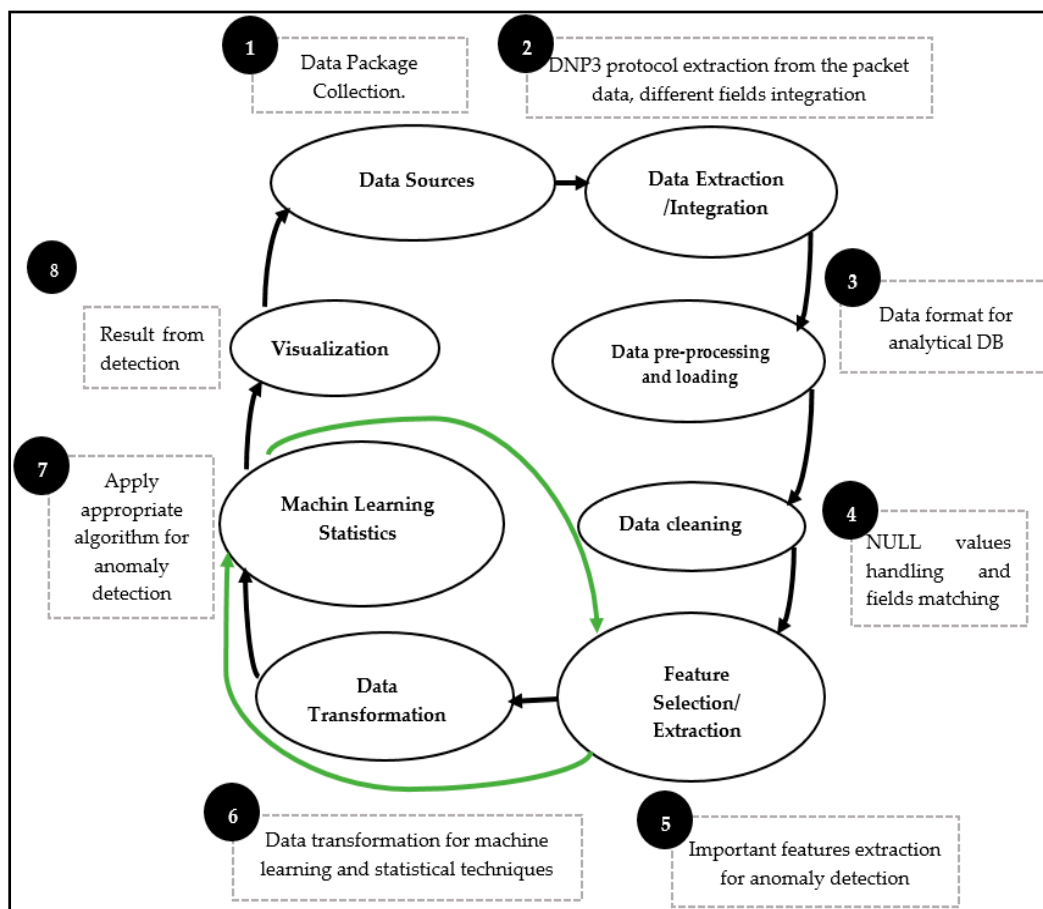 1
Data Package
Collection.
2
DNP3 protocol extraction from the packet
data, different fields integration
Data Sources
Data Extraction
/Integration
3
Data format for
analytical DB
8
Result from
detection
Visualization
Data pre-processing
and loading
7
Apply
appropriate
algorithm for
anomaly
detection
Machin Learning
Statistics
Data cleaning
4
NULL values
handling and
fields matching
Data
Transformation
Feature
Selection/
Extraction
6
Data transformation for machine
learning and statistical techniques
5
Important features extraction
for anomaly detection